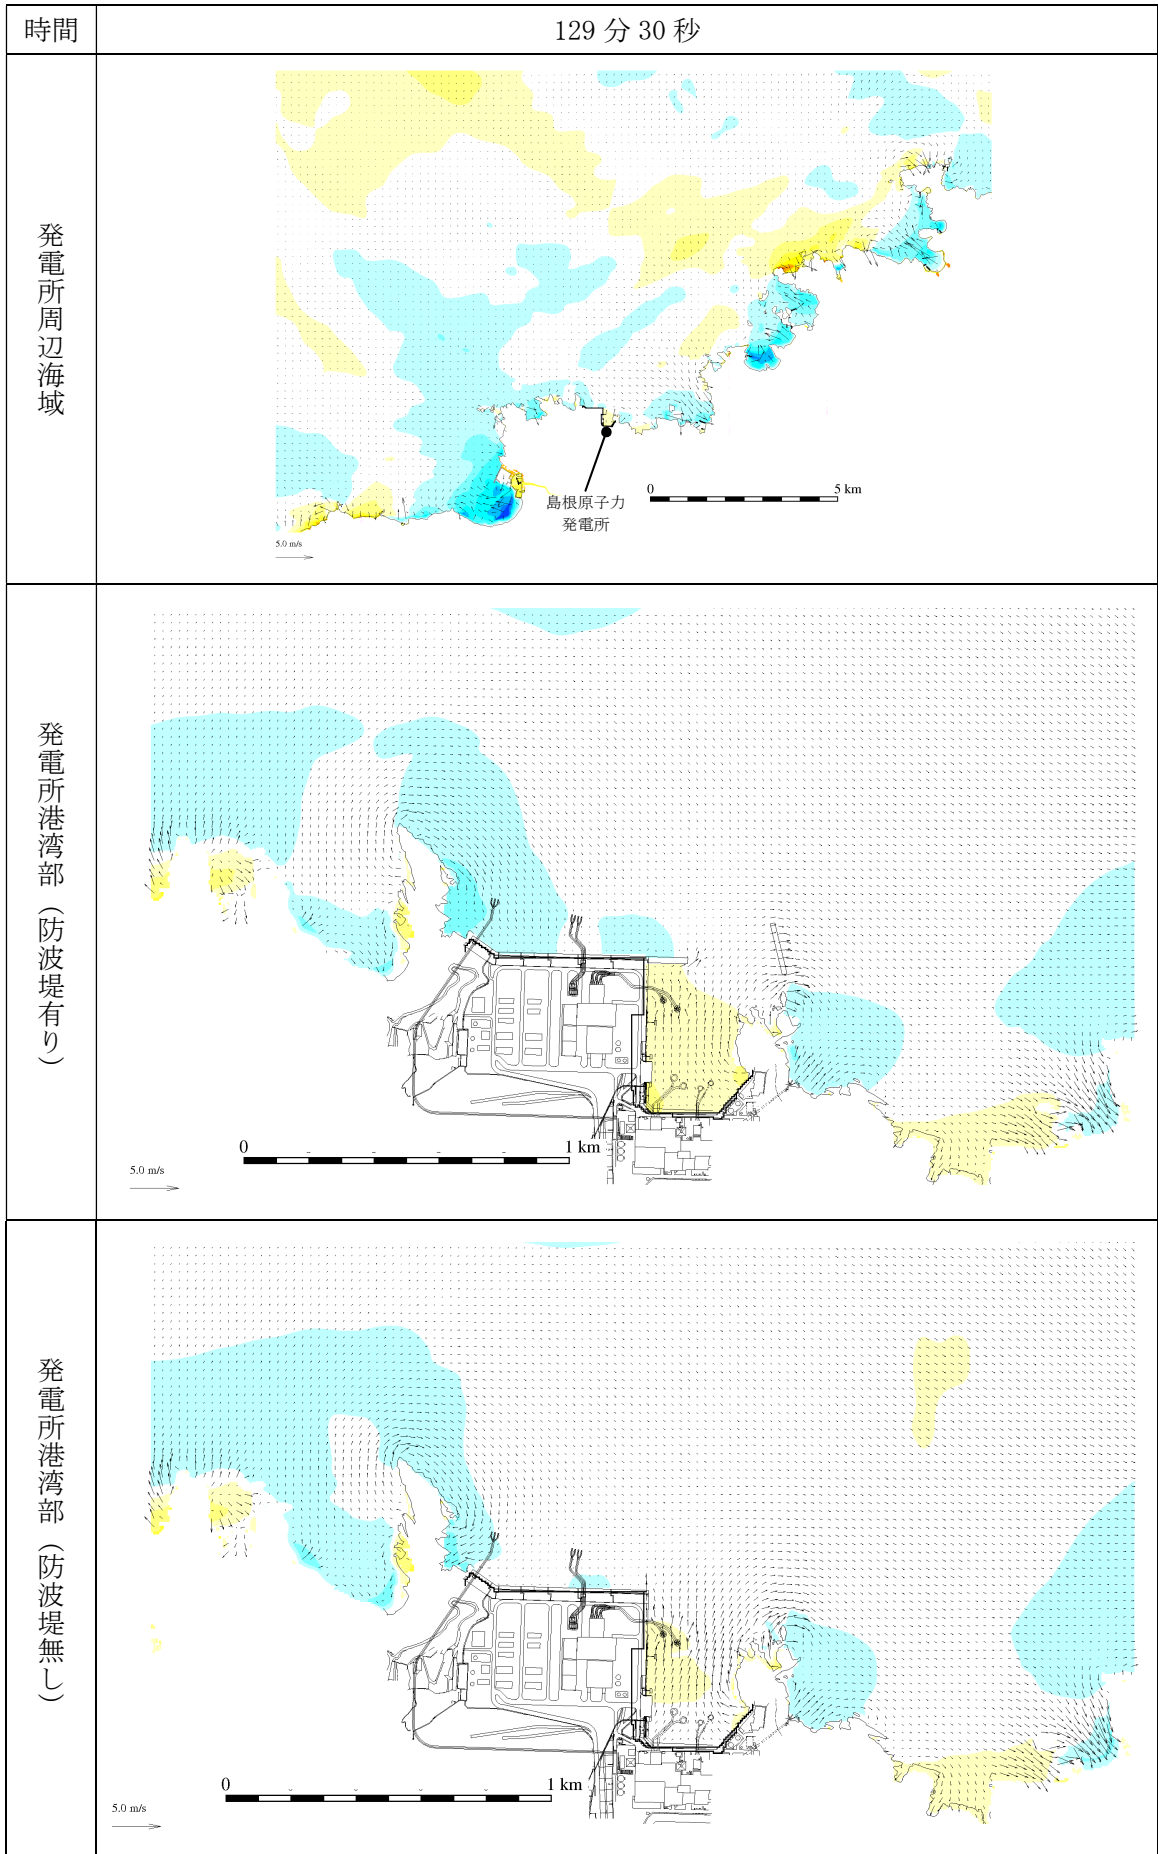 時間
129 分 30 秒
発電所周辺海域
島根原子力
発電所
0
5 km
5.0 m/s
発電所港湾部（防波堤有り）
0
1 km
5.0 m/s
発電所港湾部（防波堤無し）
0
1 km
5.0 m/s